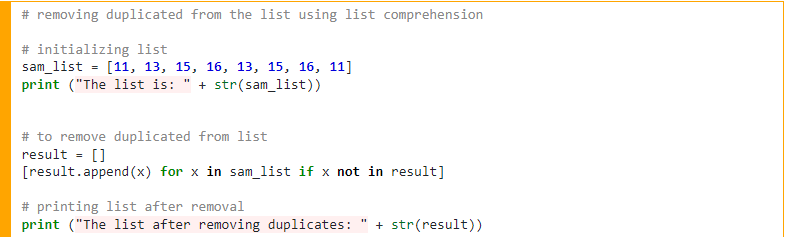 # removing duplicated from the list using list comprehension
# initializing list
sam_list = [11, 13, 15, 16, 13, 15, 16, 11]
print ("The list is: " + str(sam_list))
# to remove duplicated from list
result = []
[result.append(x) for x in sam_list if x not in result]
# printing list after removal
print ("The list after removing duplicates: " + str(result))